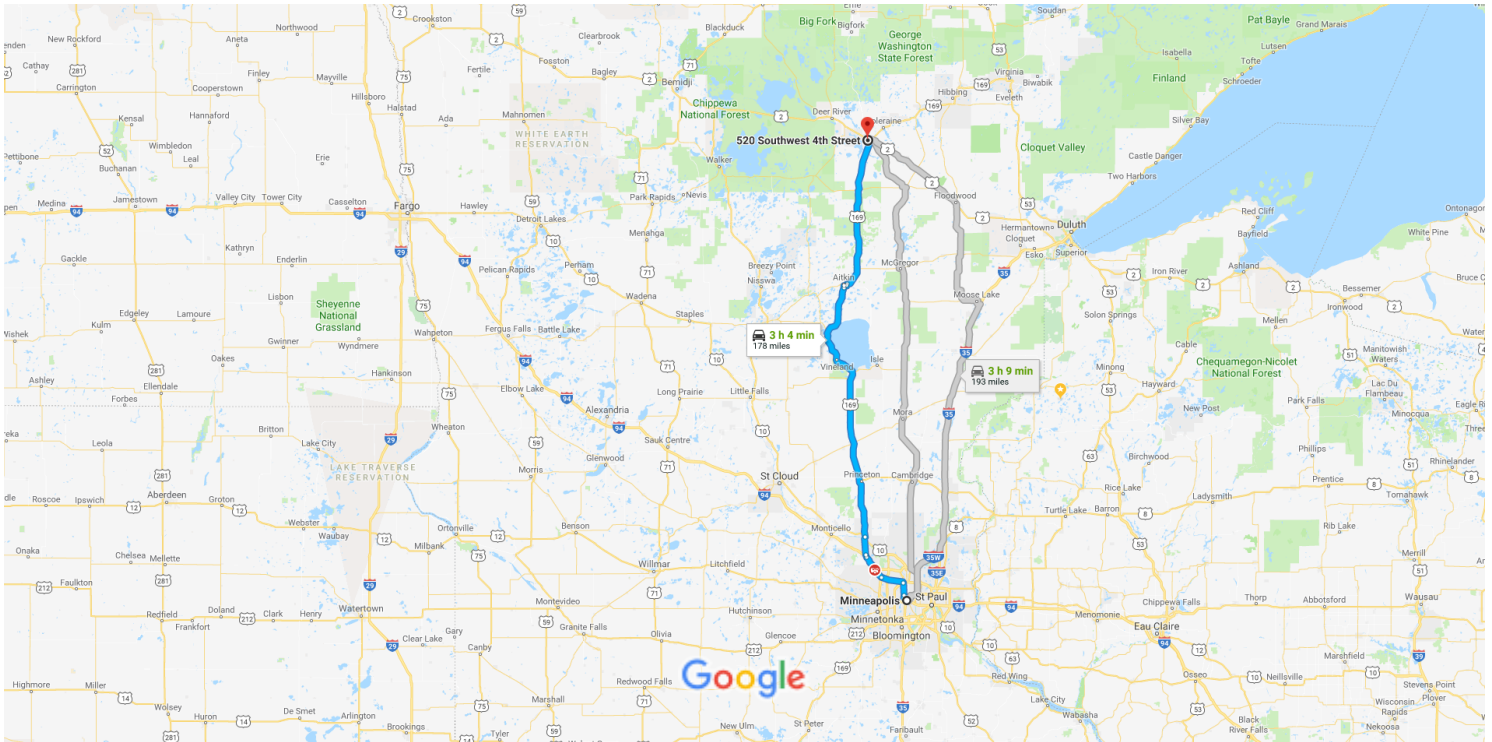 59
Soudan
Pat Bayle
Grand Marais
Northwood
Crookston
Clearbrook
Blackduck
Big Fork
Bigfork
George
Washington
State Forest
New Rockford
Aneta
Isabella
Lutsen
Tofte
Schroeder
Cathay
Finley
Mayville
Fertile
Fosston
Bagley
Bemidji
Virginia
Biwabik
Finland
Carrington
Cooperstown
Hillsboro
Hibbing
Eveleth
Silver Bay
Hannaford
Halstad
Chippewa
National Forest
Deer River
Kensal
Ada
Mahnomen
520 Southwest 4th Street
Wimbledon
Leal
WHITE EARTH
RESERVATION
Cloquet Valley
Castle Danger
Two Harbors
Pettibone
Buchanan
Erie
Walker
Medina
Jamestown
Valley City
Tower City
Casselton
Fargo
Hawley
Park Rapids
Nevis
Floodwood
Detroit Lakes
Duluth
Hermantown
Cloquet
Superior
Esko
Red Cliff
Bayfield
Ontonagon
White Pine
Kathryn
Enderlin
Menahga
Gackle
Pelican Rapids
Perham
Breezy Point
Nisswa
McGregor
Iron River
Ashland
Bruce C
Aitkin
Moose Lake
Lisbon
Sheyenne
National
Grassland
Wadena
Bessemer
Ironwood
Hurley
Edgeley
Lamoure
Staples
Solon Springs
Mellen
Wishek
Kulm
Gwinner
Wyndmere
Wahpeton
Fergus Falls
Battle Lake
3 h 4 min
178 miles
Cable
Manitowish
Waters
Oakes
Vineland
Isle
3 h 9 min
193 miles
Minong
Chequamegon-Nicolet
National Forest
Lac Du
Flambeau
Ashley
Ellendale
Hankinson
Elbow Lake
Long Prairie
Little Falls
Hayward
Park Falls
Minocqua
Forbes
Alexandria
Mora
New Post
Britton
Wheaton
Leola
Lake City
Sauk Centre
Phillips
LAKE TRAVERSE
RESERVATION
Glenwood
Birchwood
Rhinelander
Morris
St Cloud
Princeton
Cambridge
Rice Lake
Prentice
Tomahawk
Roscoe
Ipswich
Aberdeen
Groton
Ladysmith
Webster
Waubay
Ortonville
Benson
Monticello
Turtle Lake
Barron
Rib Lake
Onaka
Chelsea
Mellette
Milbank
Merrill
Willmar
Litchfield
35W
35E
Faulkton
Redfield
Doland
Clark
Henry
Watertown
Montevideo
Hutchinson
Minneapolis
St Paul
Minnetonka
Bloomington
Menomonie
Chippewa Falls
Thorp
Abbotsford
Wausau
Frankfort
Clear Lake
Gary
Canby
Granite Falls
Olivia
Glencoe
Eau Claire
Marshfield
Highmore
Miller
Google
Redwood Falls
Red Wing
Osseo
Neillsville
Stevens Point
Plover
Wolsey
Huron
De Smet
Arlington
Brookings
Marshall
Lake City
Wabasha
Wisconsin
Rapids
Tyler
New Ulm
St Peter
Faribault
Black
River Falls
Nekoosa